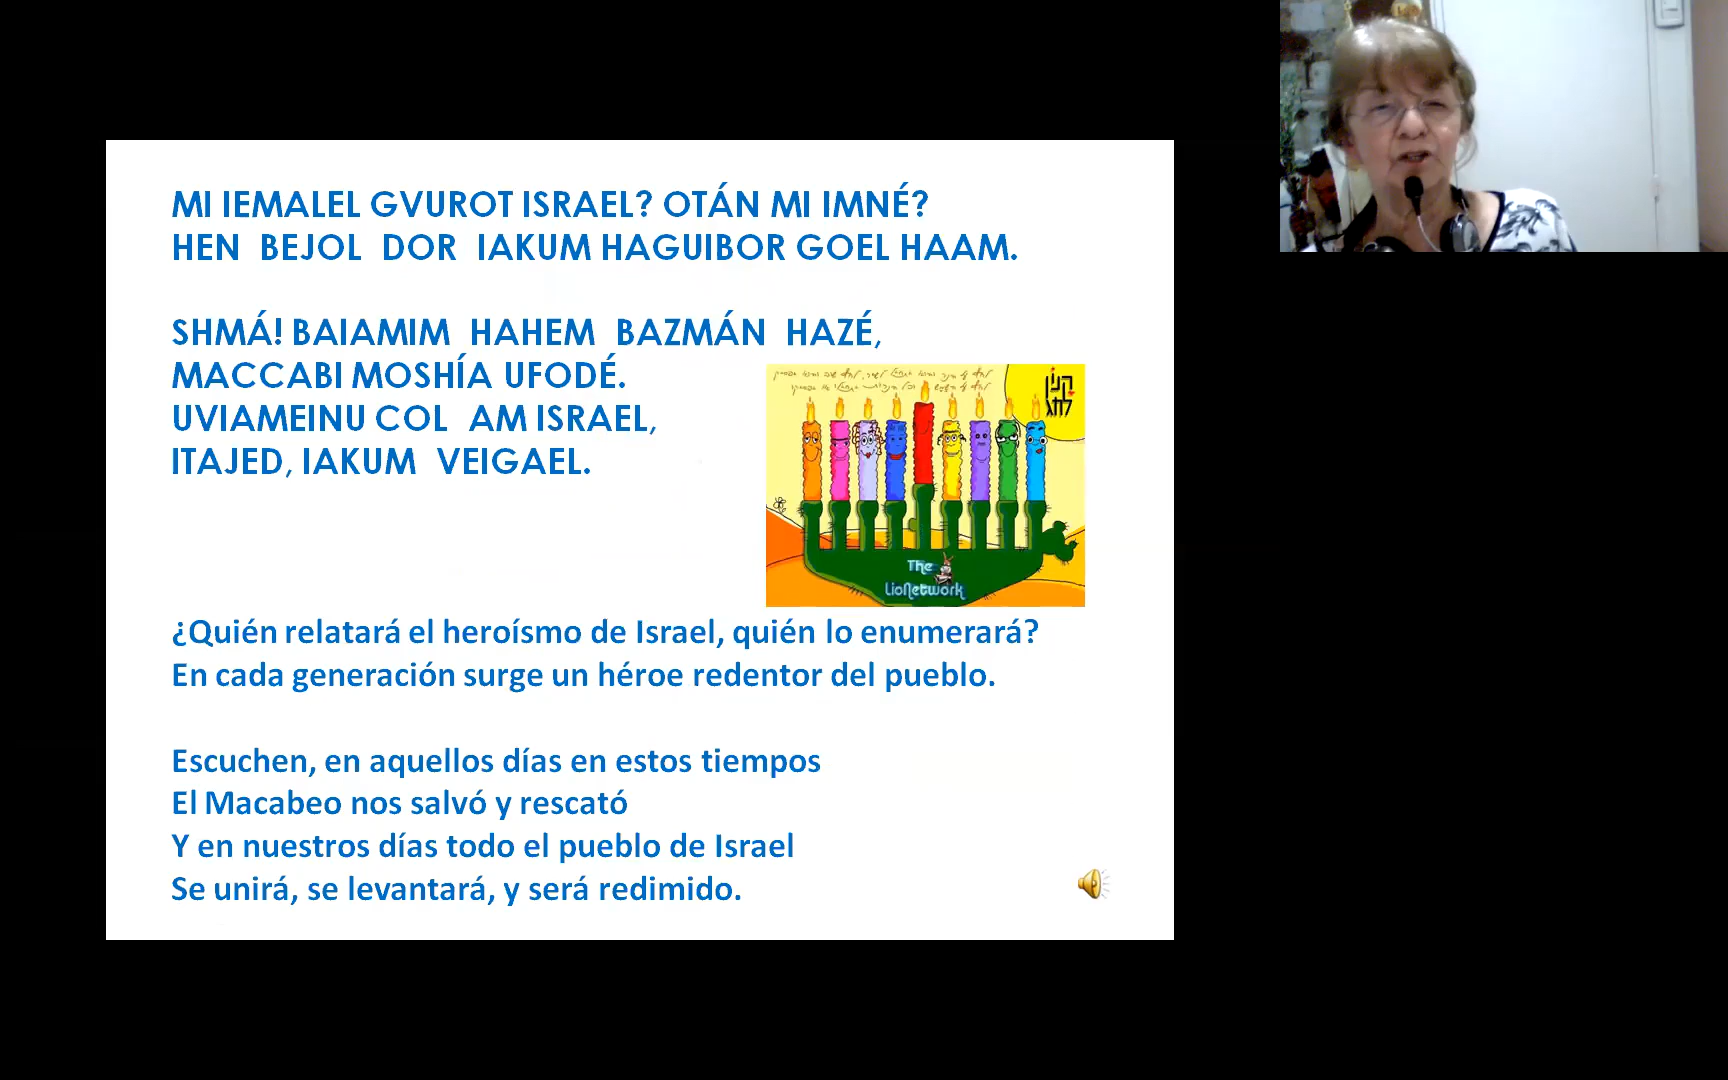 MI IEMALEL GVUROT ISRAEL? OTÁN MI IMNÉ?
HEN BEJOL DOR IAKUM HAGUIBOR GOEL HAAM.
SHMÁ! BAIAMIM HAHEM BAZMÁN HAZÉ,
MACCABI MOSHÍA UFODÉ.
UVIAMEINU COL AM ISRAEL,
ITAJED, IAKUM VEIGAEL.
The
LioNetwork
¿Quién relatará el heroísmo de Israel, quién lo enumerará?
En cada generación surge un héroe redentor del pueblo.
Escuchen, en aquellos días en estos tiempos
El Macabeo nos salvó y rescató
Y en nuestros días todo el pueblo de Israel
Se unirá, se levantará, y será redimido.